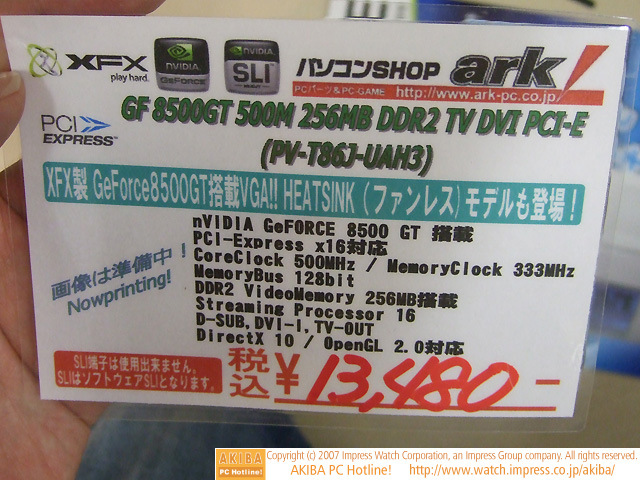 XFX
play hard.
NVIDIA
GEFORCE
NVIDIA
SLI
READY
パソコンSHOP ark!
PCパーツ&PC-GAME http://www.ark-pc.co.jp/
PCI
EXPRESS™
GF 8500GT 500M 256MB DDR2 TV DVI PCI-E
(PV-T86J-UAH3)
XFX製 GeForce8500GT搭載VGA!! HEATSINK (ファンレス) モデルも登場!
画像は準備中!
Nowprinting!
nVIDIA GeFORCE 8500 GT 搭載
PCI-Express x16対応
CoreClock 500MHz / MemoryClock 333MHz
MemoryBus 128bit
DDR2 VideoMemory 256MB搭載
Streaming Processor 16
D-SUB,DVI-I,TV-OUT
DirectX 10 / OpenGL 2.0対応
SLI端子は使用出来ません。
SLIはソフトウェアSLIとなります。
税込 ¥13,480-
AKIBA
PC Hotline!
Copyright (c) 2007 Impress Watch Corporation, an Impress Group company. All rights reserved.
AKIBA PC Hotline! http://www.watch.impress.co.jp/akiba/